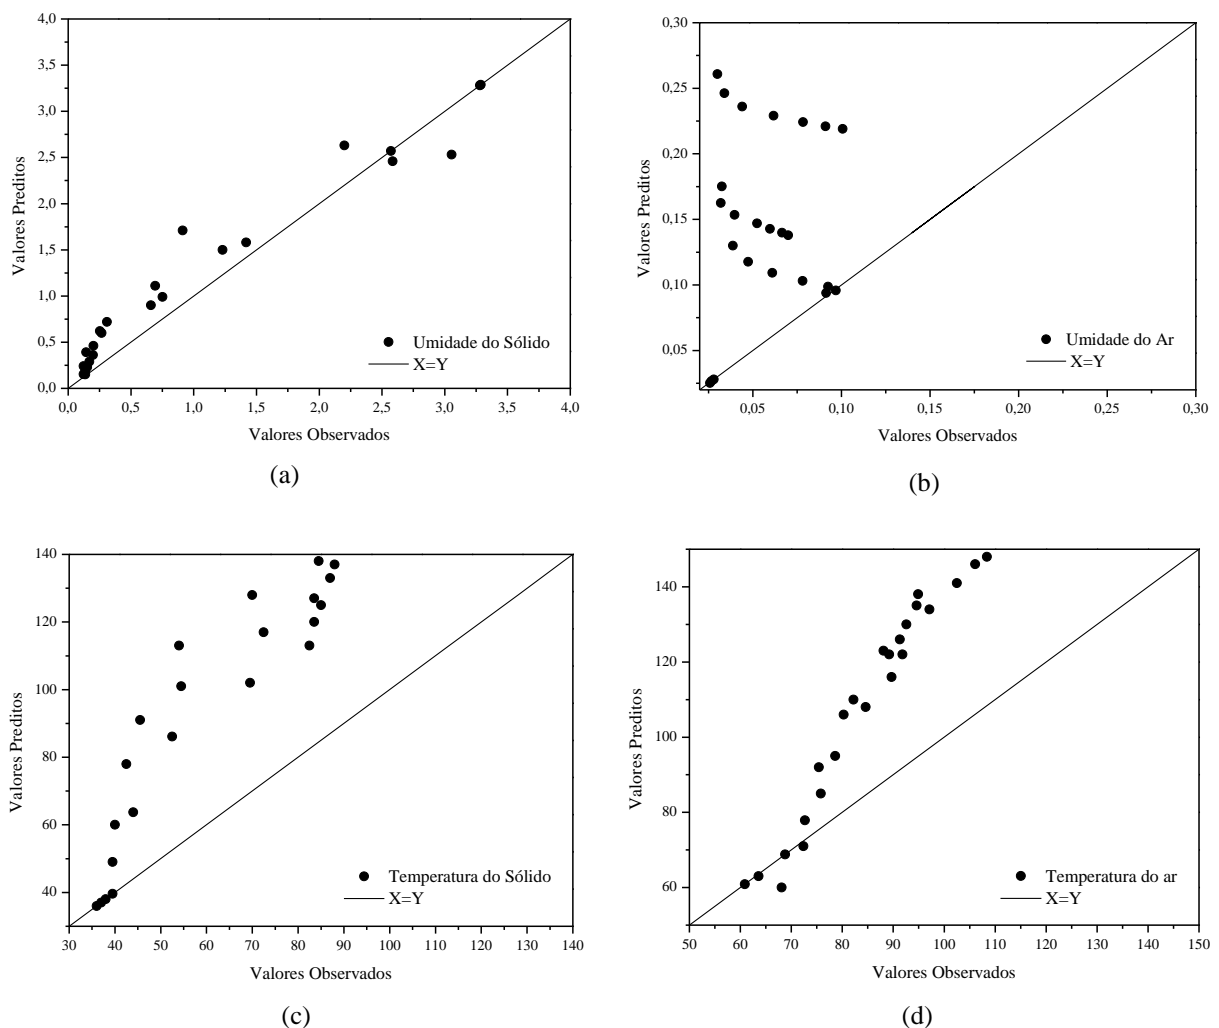 4,0
3,5
3,0
2,5
2,0
1,5
1,0
0,5
0,0
Valores Preditos
Umidade do Sólido
X=Y
0,0 0,5 1,0 1,5 2,0 2,5 3,0 3,5 4,0
Valores Observados
(a)
0,30
0,25
0,20
0,15
0,10
0,05
Valores Preditos
Umidade do Ar
X=Y
0,05 0,10 0,15 0,20 0,25 0,30
Valores Observados
(b)
140
120
100
80
60
40
Valores Preditos
Temperatura do Sólido
X=Y
30 40 50 60 70 80 90 100 110 120 130 140
Valores Observados
(c)
140
120
100
80
60
Valores Preditos
Temperatura do ar
X=Y
50 60 70 80 90 100 110 120 130 140 150
Valores Observados
(d)